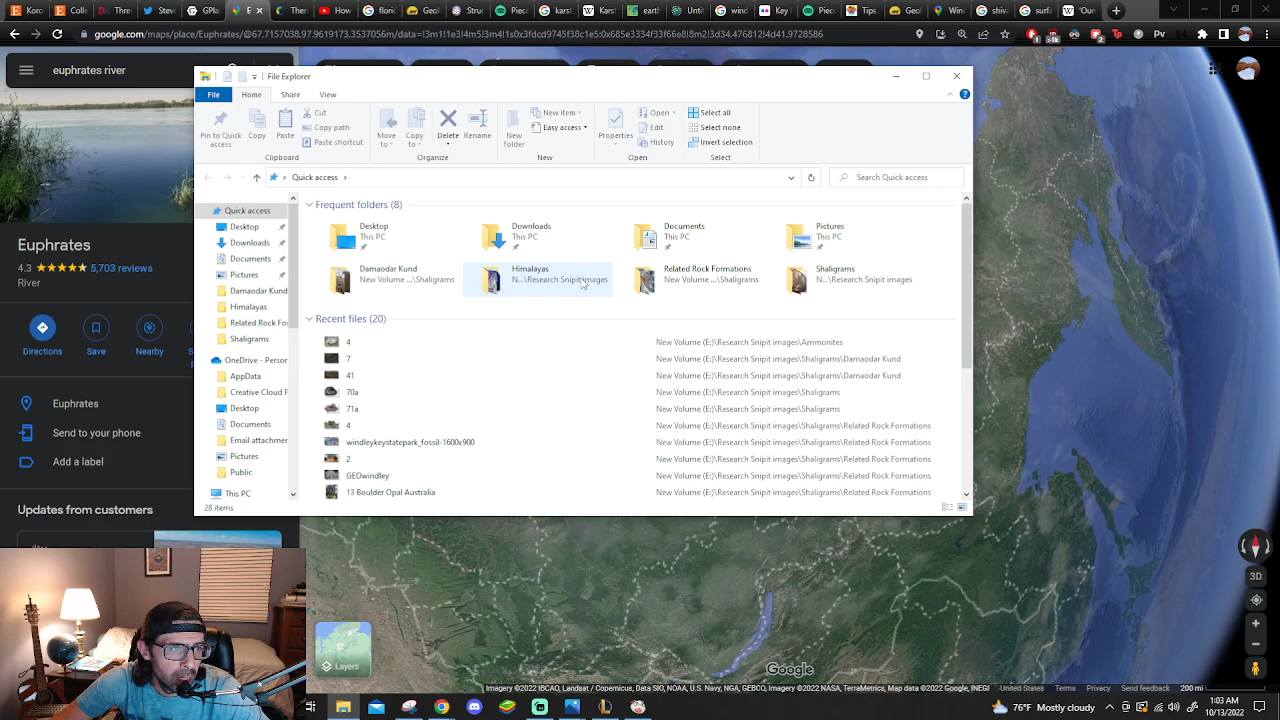 google.com/maps/place/Euphrates/@67.7157038,97.9619173,3537056m/data=!3m1!1e3!4m5!3m4!1s0x3fdcd9745f38c1e5:0x685e3334f33f66e8!8m2!3d34.47681​2!4d41.9728586
euphrates river
File Explorer
File
Home
Share
View
Pin to Quick access
Copy
Paste
Cut
Copy path
Paste shortcut
Move to
Copy to
Delete
Rename
New folder
New item
Easy access
Properties
Open
Edit
History
Select all
Select none
Invert selection
Clipboard
Organize
New
Open
Select
Quick access
Search Quick access
Quick access
Desktop
Downloads
Documents
Pictures
Damaodar Kund
Himalayas
Related Rock For
Shaligrams
OneDrive - Person
AppData
Creative Cloud F
Desktop
Documents
Email attachmer
Pictures
Public
This PC
28 items
Frequent folders (8)
Desktop
This PC
Downloads
This PC
Documents
This PC
Pictures
This PC
Damaodar Kund
New Volume ...\Shaligrams
Himalayas
N...\Research Snipit images
Related Rock Formations
New Volume ...\Shaligrams
Shaligrams
N...\Research Snipit images
Recent files (20)
4 New Volume (E:)\Research Snipit images\Ammonites
7 New Volume (E:)\Research Snipit images\Shaligrams\Damaodar Kund
41 New Volume (E:)\Research Snipit images\Shaligrams\Damaodar Kund
70a New Volume (E:)\Research Snipit images\Shaligrams
71a New Volume (E:)\Research Snipit images\Shaligrams
4 New Volume (E:)\Research Snipit images\Shaligrams\Related Rock Formations
windleykeystatepark_fossil-1600x900 New Volume (E:)\Research Snipit images\Shaligrams\Related Rock Formations
2 New Volume (E:)\Research Snipit images\Shaligrams\Related Rock Formations
GEOwindley New Volume (E:)\Research Snipit images\Shaligrams\Related Rock Formations
13 Boulder Opal Australia New Volume (E:)\Research Snipit images\Shaligrams\Related Rock Formations
Euphrates
4.3 5,703 reviews
River
Directions
Save
Nearby
Euphrates
Send to your phone
Add a label
Updates from customers
Layers
Google
3D
Imagery ©2022 IBCAO, Landsat / Copernicus, Data SIO, NOAA, U.S. Navy, NGA, GEBCO, Imagery ©2022 NASA, TerraMetrics, Map data ©2022 Google, INEGI
United States
Terms
Privacy
Send feedback
200 mi
76°F
1:03 AM
10/13/2022